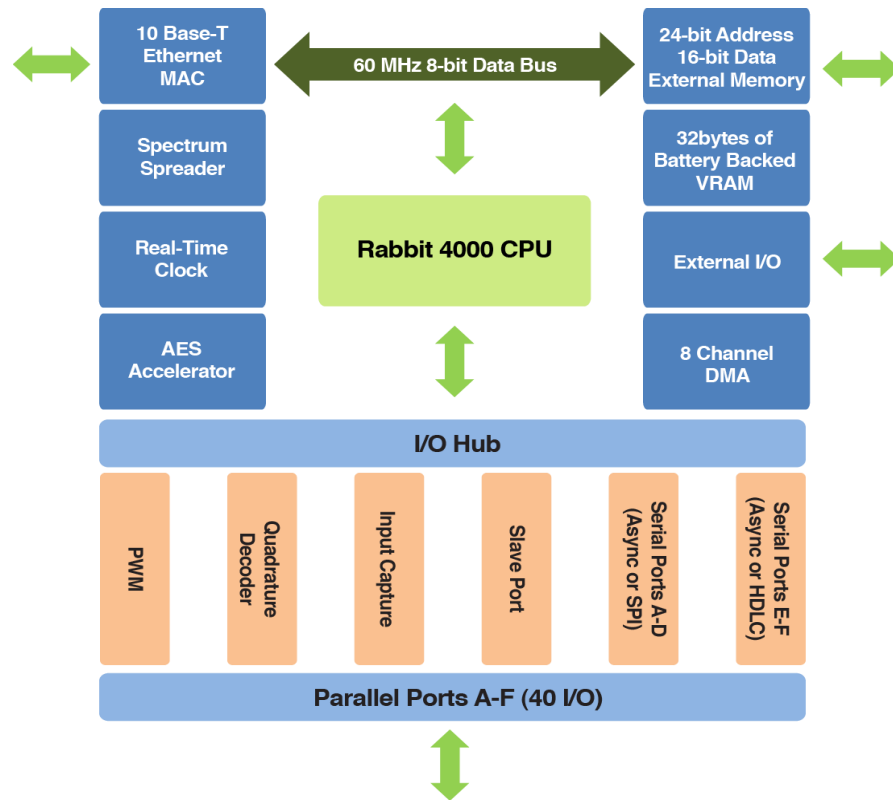 10 Base-T
Ethernet
MAC
60 MHz 8-bit Data Bus
24-bit Address
16-bit Data
External Memory
Spectrum
Spreader
32bytes of
Battery Backed
VRAM
Real-Time
Clock
Rabbit 4000 CPU
External I/O
AES
Accelerator
8 Channel
DMA
I/O Hub
PWM
Quadrature
Decoder
Input Capture
Slave Port
Serial Ports A-D
(Async or SPI)
Serial Ports E-F
(Async or HDLC)
Parallel Ports A-F (40 I/O)